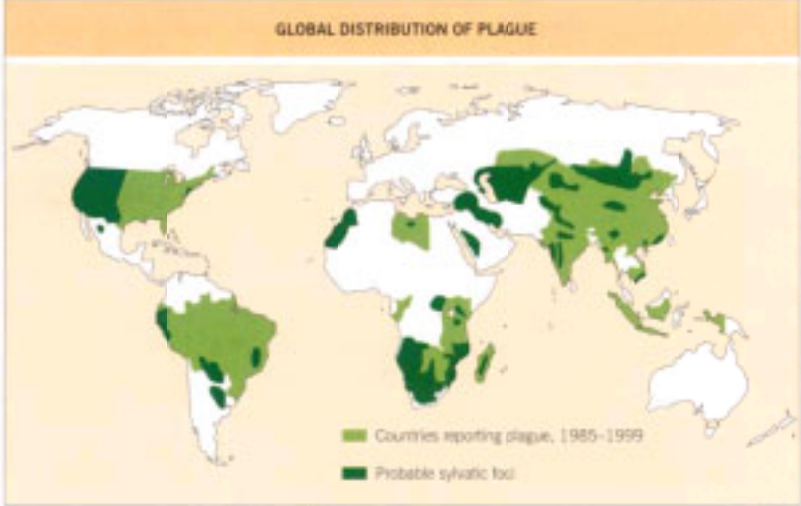 GLOBAL DISTRIBUTION OF PLAGUE
Countries reporting plague, 1985–1999
Probable sylvatic foci